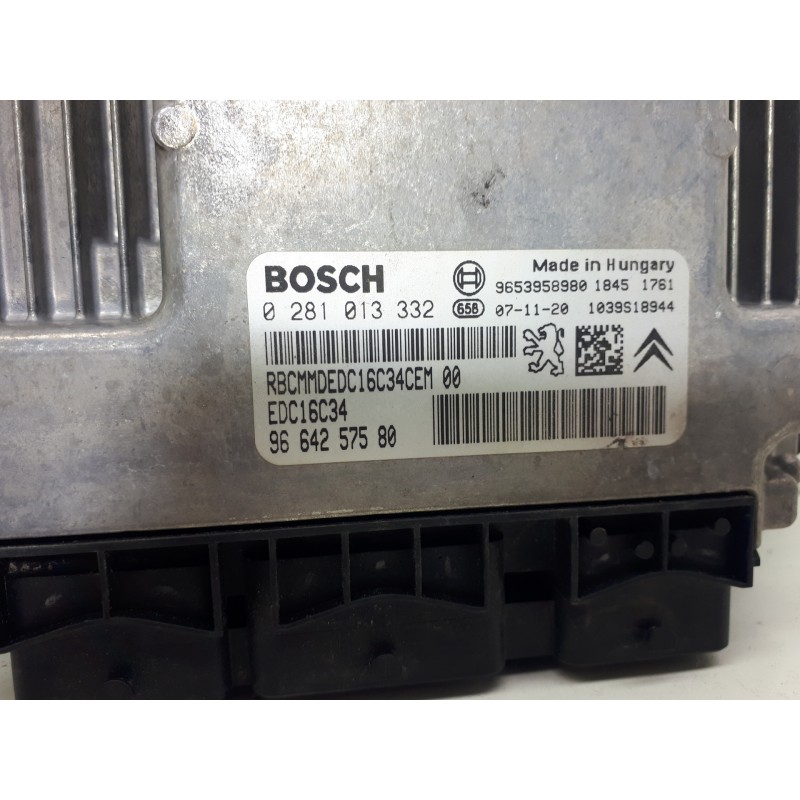 BOSCH
Made in Hungary
9653958980 1845 1761
0 281 013 332 658 07-11-20 1039S18944
RBCMMDEDC16C34CEM 00
EDC16C34
96 642 575 80